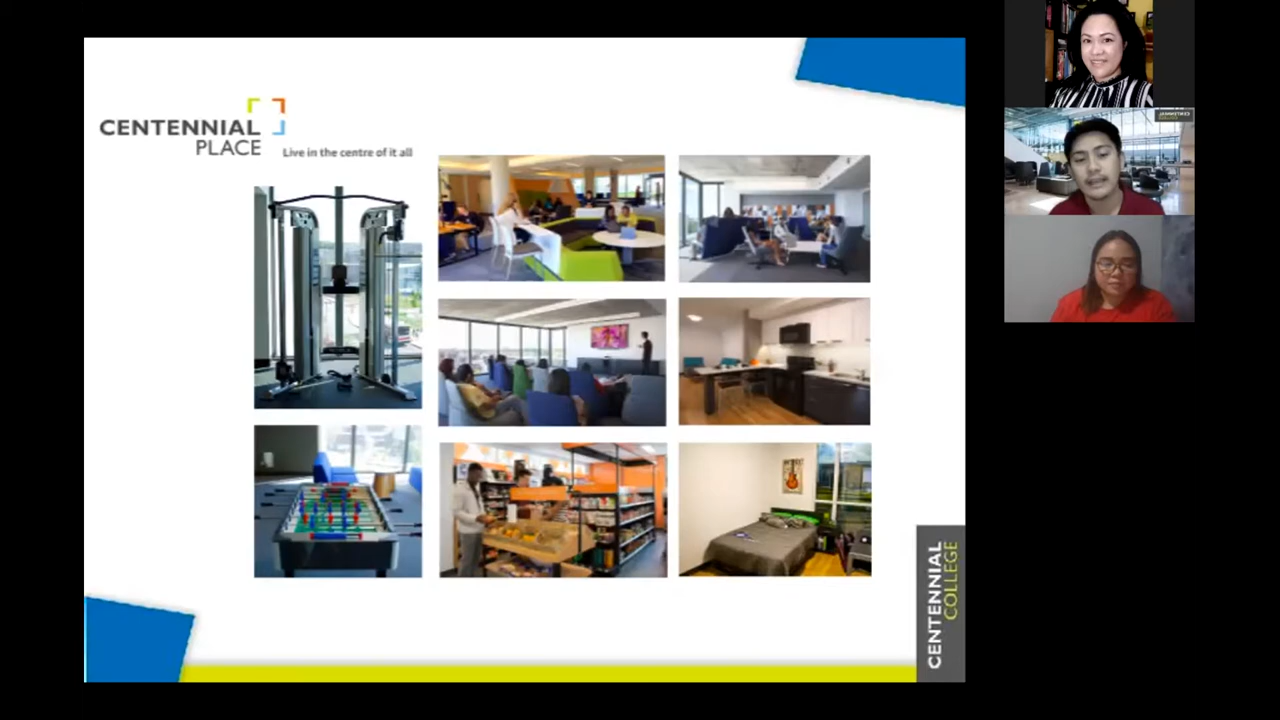 CENTENNIAL
PLACE
Live in the centre of it all
CENTENNIAL
COLLEGE